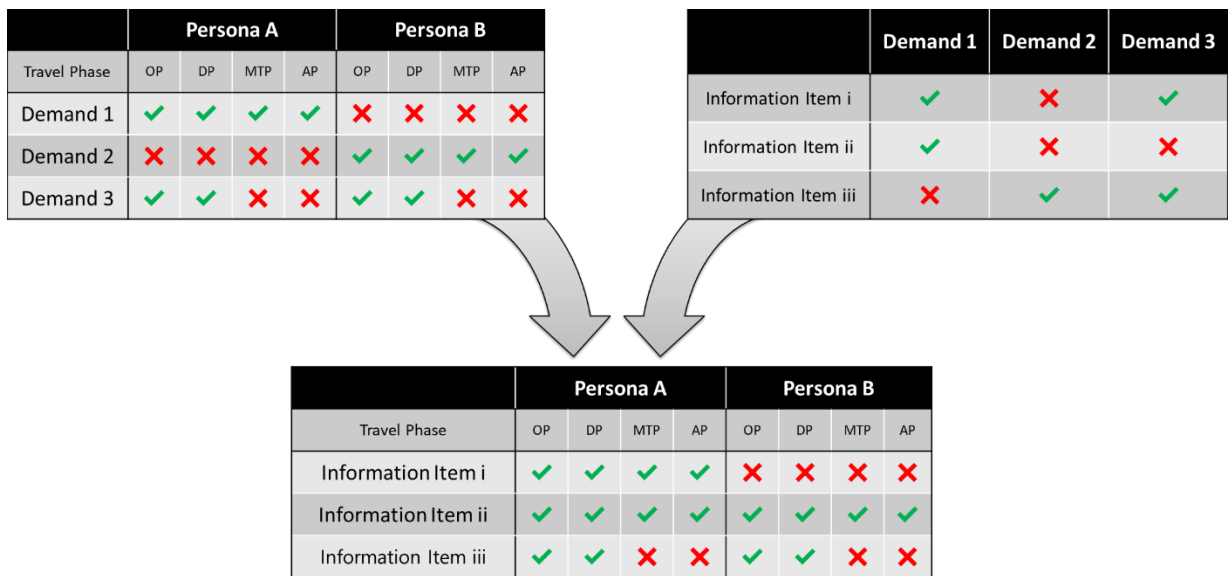 Persona A Persona B
Travel Phase OP DP MTP AP OP DP MTP AP
Demand 1
Demand 2
Demand 3
Demand 1 Demand 2 Demand 3
Information Item i
Information Item ii
Information Item iii
Persona A Persona B
Travel Phase OP DP MTP AP OP DP MTP AP
Information Item i
Information Item ii
Information Item iii